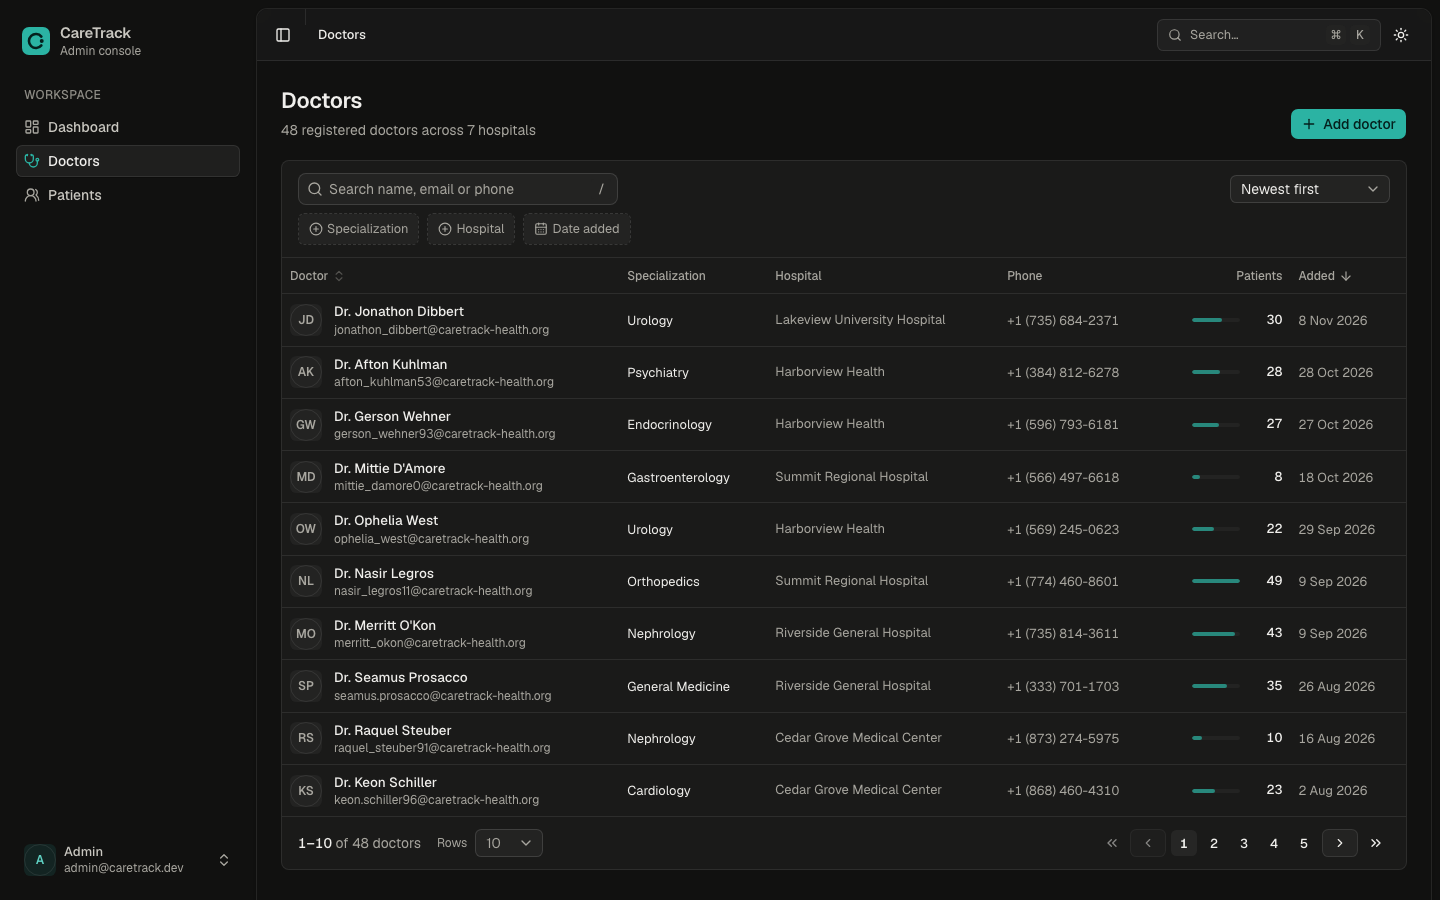 CareTrack
Admin console
WORKSPACE
Dashboard
Doctors
Patients
A
Admin
admin@caretrack.dev
Doctors
Search...
⌘ K
Doctors
48 registered doctors across 7 hospitals
+ Add doctor
Search name, email or phone /
Newest first
Specialization Hospital Date added
Doctor Specialization Hospital Phone Patients Added
JD Dr. Jonathon Dibbert
jonathon_dibbert@caretrack-health.org
Urology Lakeview University Hospital +1 (735) 684-2371 30 8 Nov 2026
AK Dr. Afton Kuhlman
afton_kuhlman53@caretrack-health.org
Psychiatry Harborview Health +1 (384) 812-6278 28 28 Oct 2026
GW Dr. Gerson Wehner
gerson_wehner93@caretrack-health.org
Endocrinology Harborview Health +1 (596) 793-6181 27 27 Oct 2026
MD Dr. Mittie D'Amore
mittie_damore0@caretrack-health.org
Gastroenterology Summit Regional Hospital +1 (566) 497-6618 8 18 Oct 2026
OW Dr. Ophelia West
ophelia_west@caretrack-health.org
Urology Harborview Health +1 (569) 245-0623 22 29 Sep 2026
NL Dr. Nasir Legros
nasir_legros11@caretrack-health.org
Orthopedics Summit Regional Hospital +1 (774) 460-8601 49 9 Sep 2026
MO Dr. Merritt O'Kon
merritt_okon@caretrack-health.org
Nephrology Riverside General Hospital +1 (735) 814-3611 43 9 Sep 2026
SP Dr. Seamus Prosacco
seamus.prosacco@caretrack-health.org
General Medicine Riverside General Hospital +1 (333) 701-1703 35 26 Aug 2026
RS Dr. Raquel Steuber
raquel_steuber91@caretrack-health.org
Nephrology Cedar Grove Medical Center +1 (873) 274-5975 10 16 Aug 2026
KS Dr. Keon Schiller
keon.schiller96@caretrack-health.org
Cardiology Cedar Grove Medical Center +1 (868) 460-4310 23 2 Aug 2026
1–10 of 48 doctors Rows 10
« ‹ 1 2 3 4 5 › »